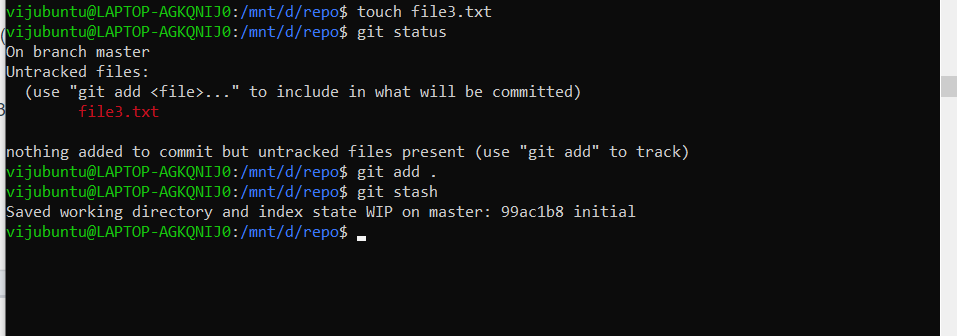 vijubuntu@LAPTOP-AGKQNIJ0:/mnt/d/repo$ touch file3.txt
vijubuntu@LAPTOP-AGKQNIJ0:/mnt/d/repo$ git status
On branch master
Untracked files:
  (use "git add <file>..." to include in what will be committed)
        file3.txt

nothing added to commit but untracked files present (use "git add" to track)
vijubuntu@LAPTOP-AGKQNIJ0:/mnt/d/repo$ git add .
vijubuntu@LAPTOP-AGKQNIJ0:/mnt/d/repo$ git stash
Saved working directory and index state WIP on master: 99ac1b8 initial
vijubuntu@LAPTOP-AGKQNIJ0:/mnt/d/repo$